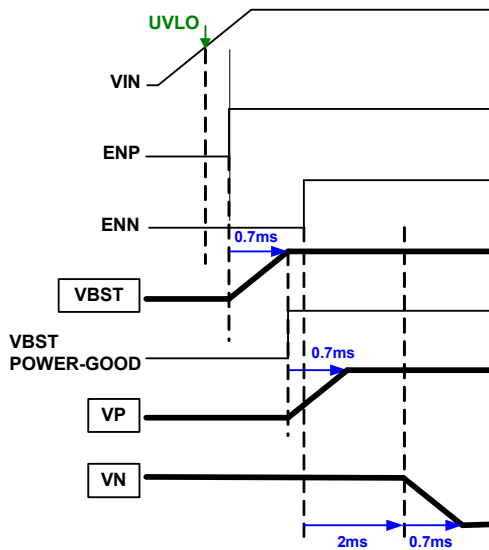 UVLO
VIN
ENP
ENN
0.7ms
VBST
VBST
POWER-GOOD
0.7ms
VP
VN
2ms
0.7ms